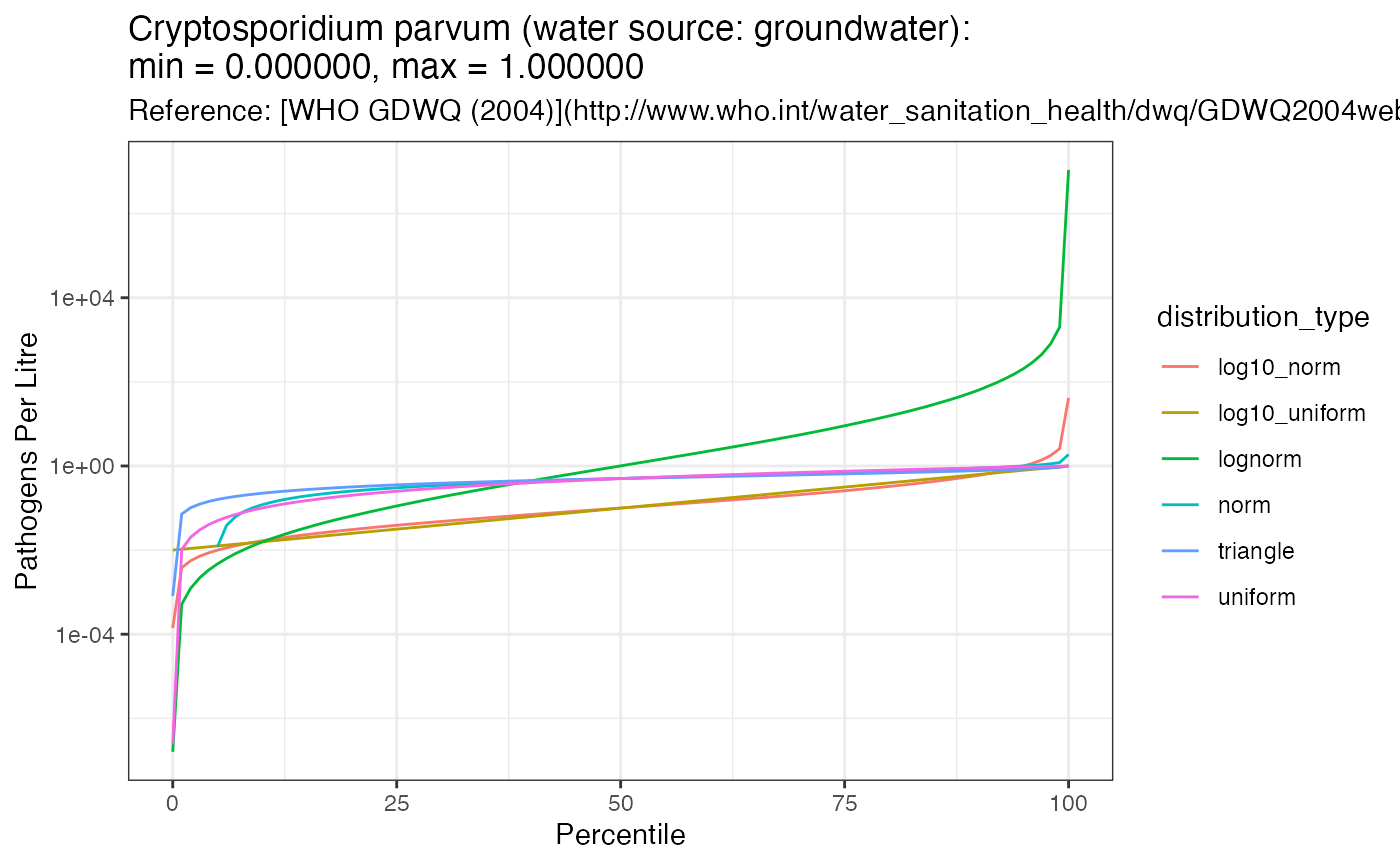 Cryptosporidium parvum (water source: groundwater):
min = 0.000000, max = 1.000000
Reference: [WHO GDWQ (2004)](http://www.who.int/water_sanitation_health/dwq/GDWQ2004web
Pathogens Per Litre
1e+04
1e+00
1e-04
0 25 50 75 100
Percentile
distribution_type
log10_norm
log10_uniform
lognorm
norm
triangle
uniform